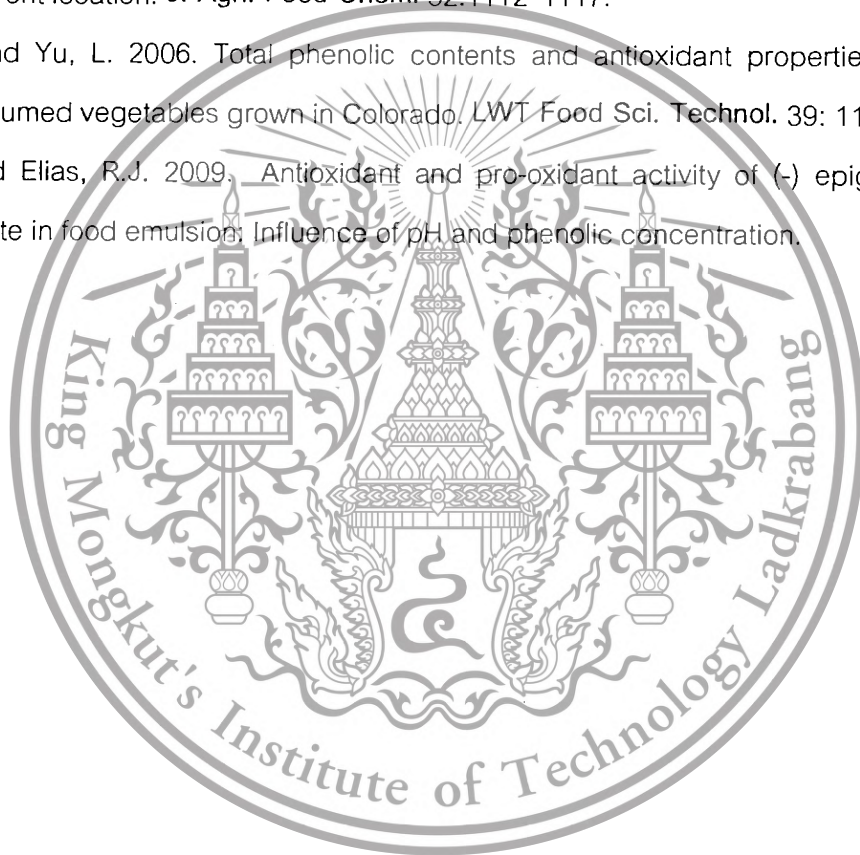 ent location. J. Agri. Food Chem. 52:1112–1117.
nd Yu, L. 2006. Total phenolic contents and antioxidant propertie
umed vegetables grown in Colorado. LWT Food Sci. Technol. 39: 11
d Elias, R.J. 2009. Antioxidant and pro-oxidant activity of (-) epig
te in food emulsion: Influence of pH and phenolic concentration.
King Mongkut's Institute of Technology Ladkrabang
๔